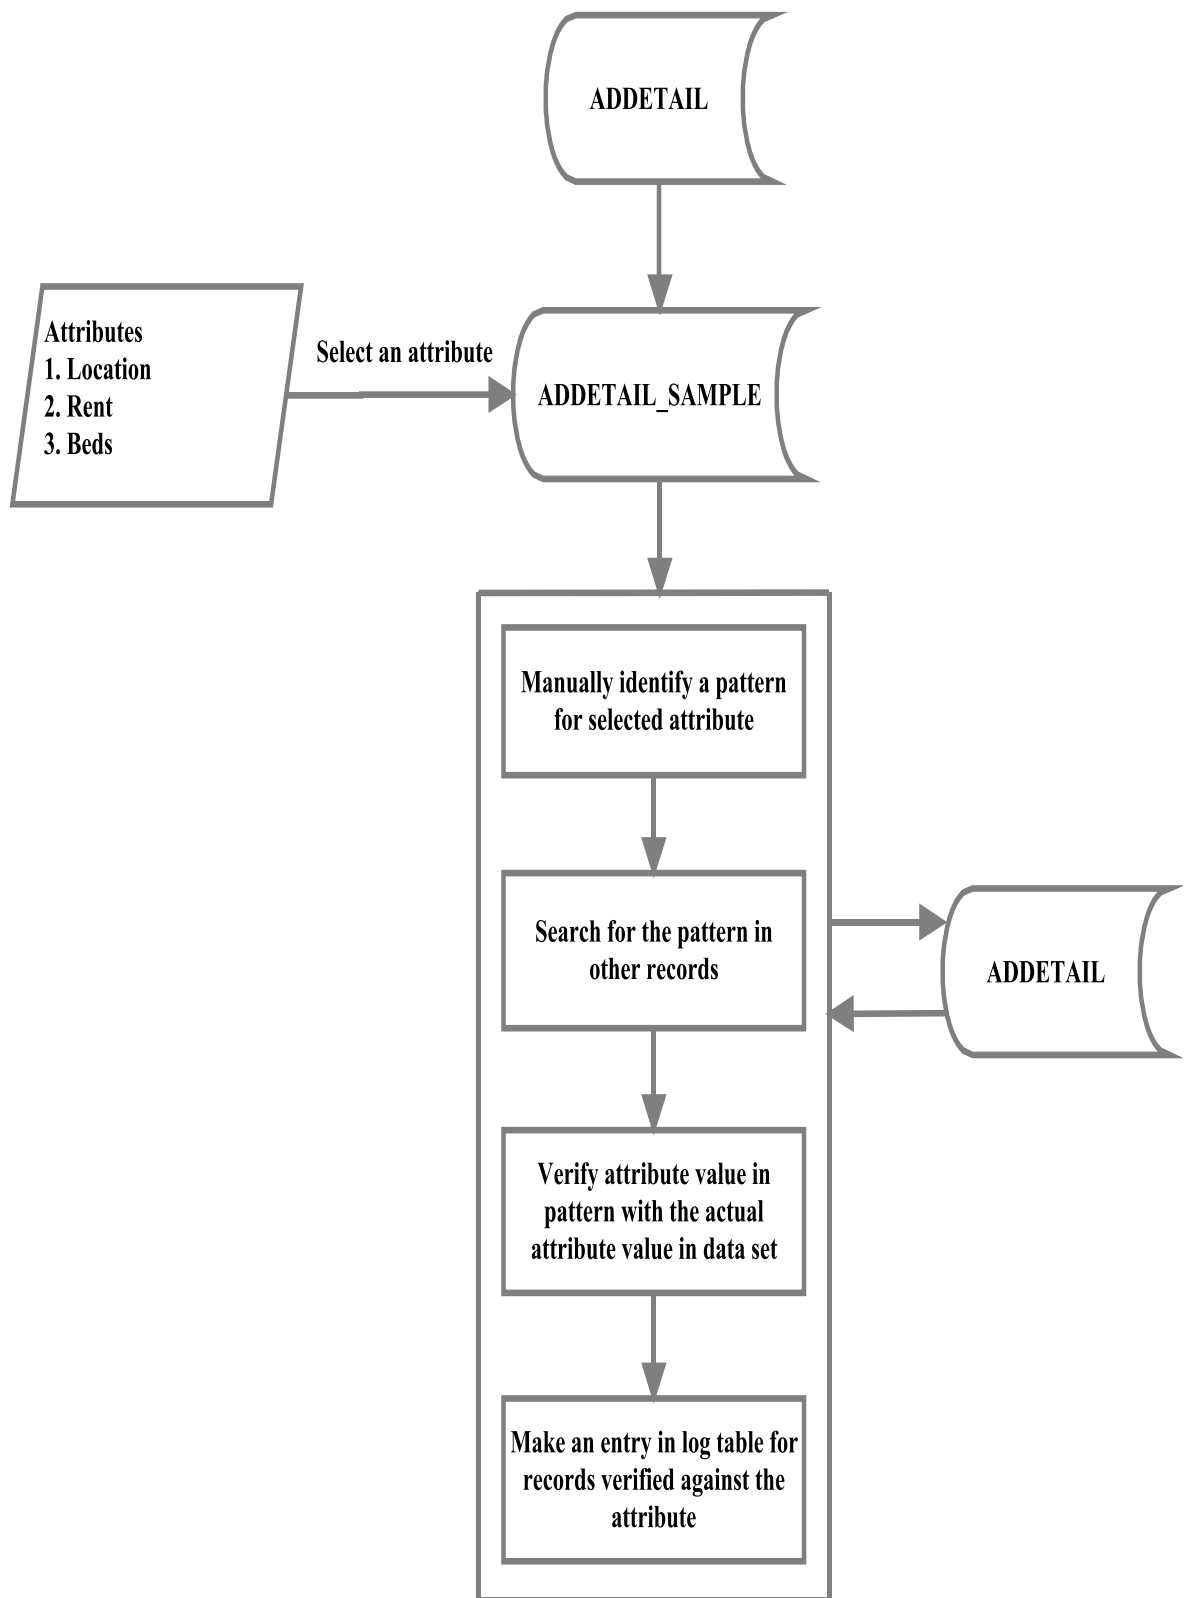 ADDETAIL
Attributes
1. Location
2. Rent
3. Beds
Select an attribute
ADDETAIL_SAMPLE
Manually identify a pattern
for selected attribute
Search for the pattern in
other records
ADDETAIL
Verify attribute value in
pattern with the actual
attribute value in data set
Make an entry in log table for
records verified against the
attribute